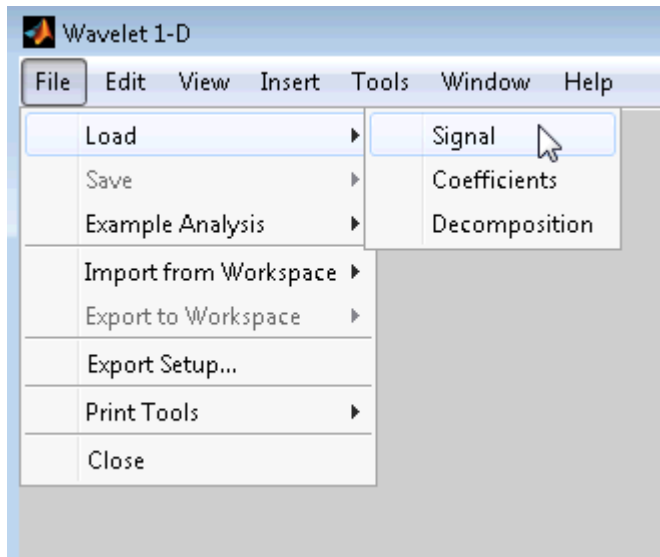 Wavelet 1-D
File Edit View Insert Tools Window Help
Load
Signal
Save
Coefficients
Example Analysis
Decomposition
Import from Workspace
Export to Workspace
Export Setup...
Print Tools
Close